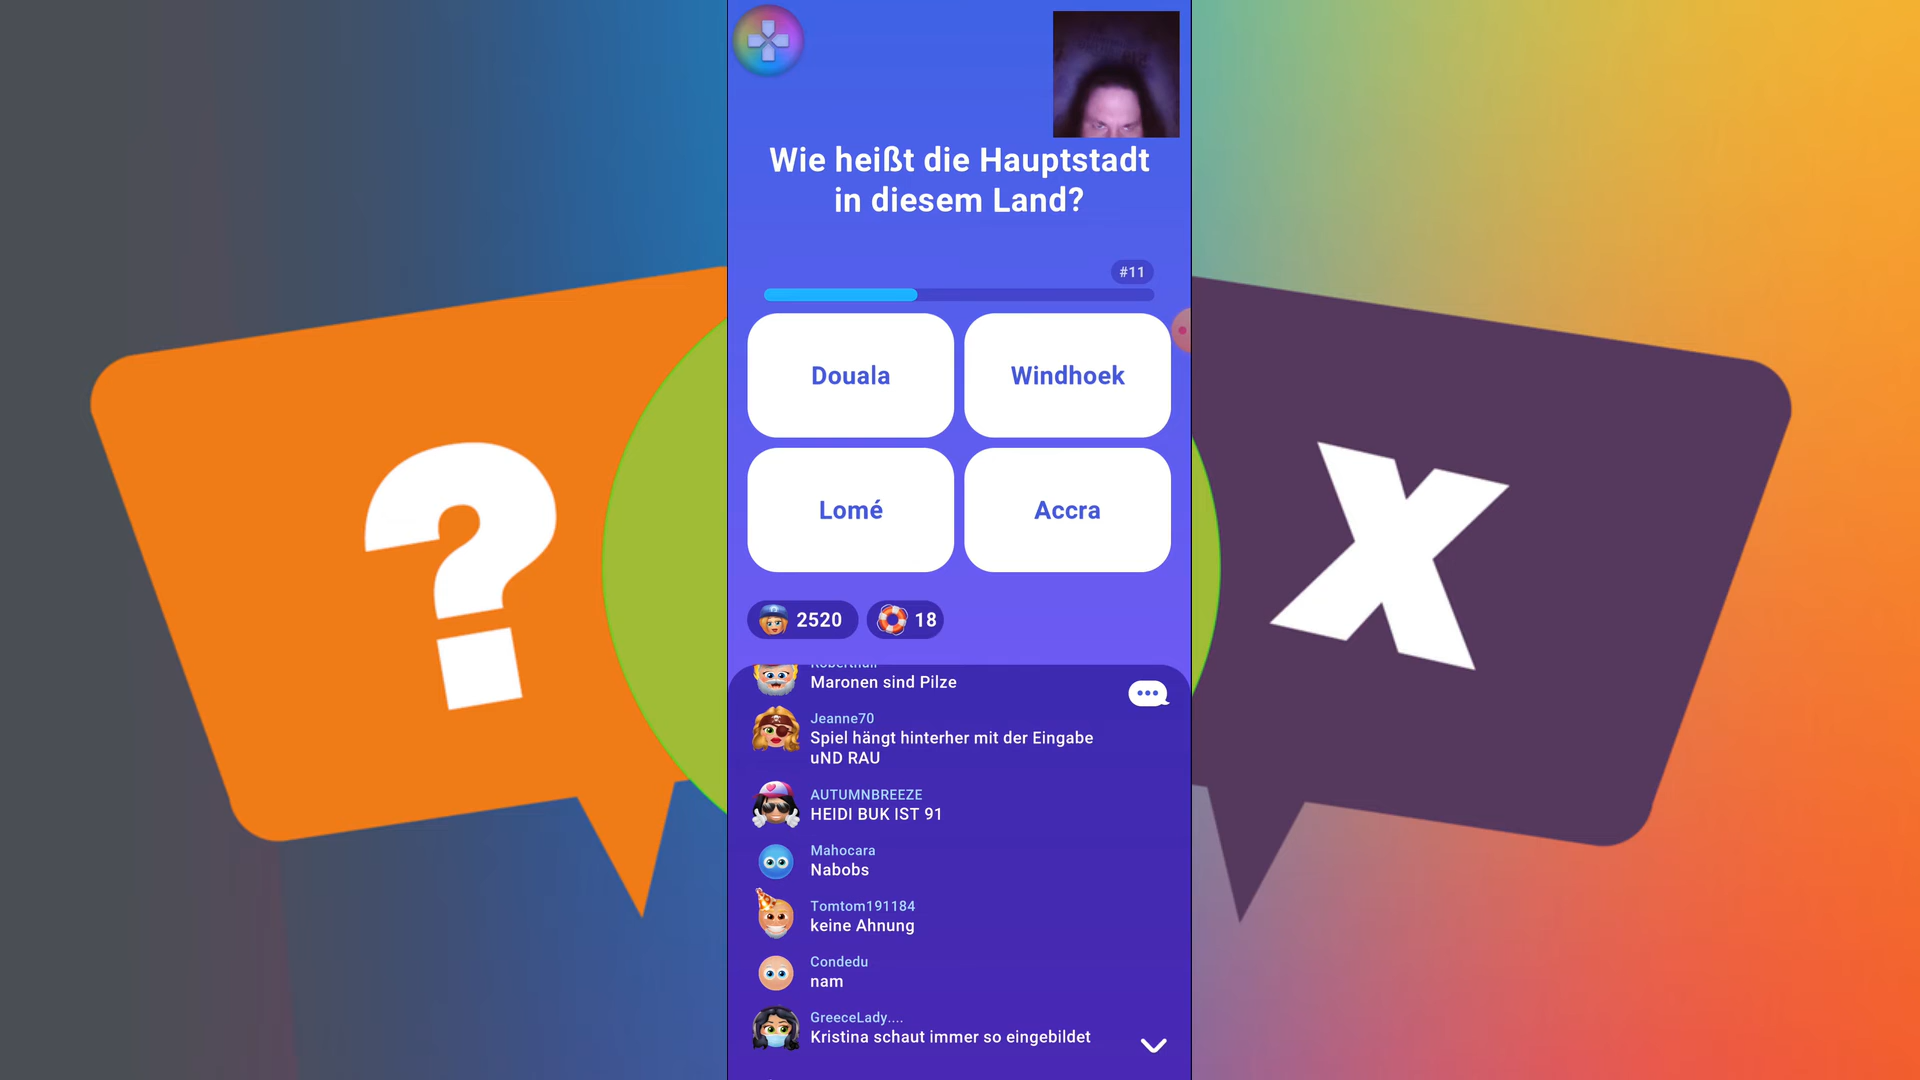 Wie heißt die Hauptstadt
in diesem Land?
#11
Douala
Windhoek
Lomé
Accra
2520
18
Maronen sind Pilze
Jeanne70
Spiel hängt hinterher mit der Eingabe
uND RAU
AUTUMNBREEZE
HEIDI BUK IST 91
Mahocara
Nabobs
Tomtom191184
keine Ahnung
Condedu
nam
GreeceLady....
Kristina schaut immer so eingebildet
?
X